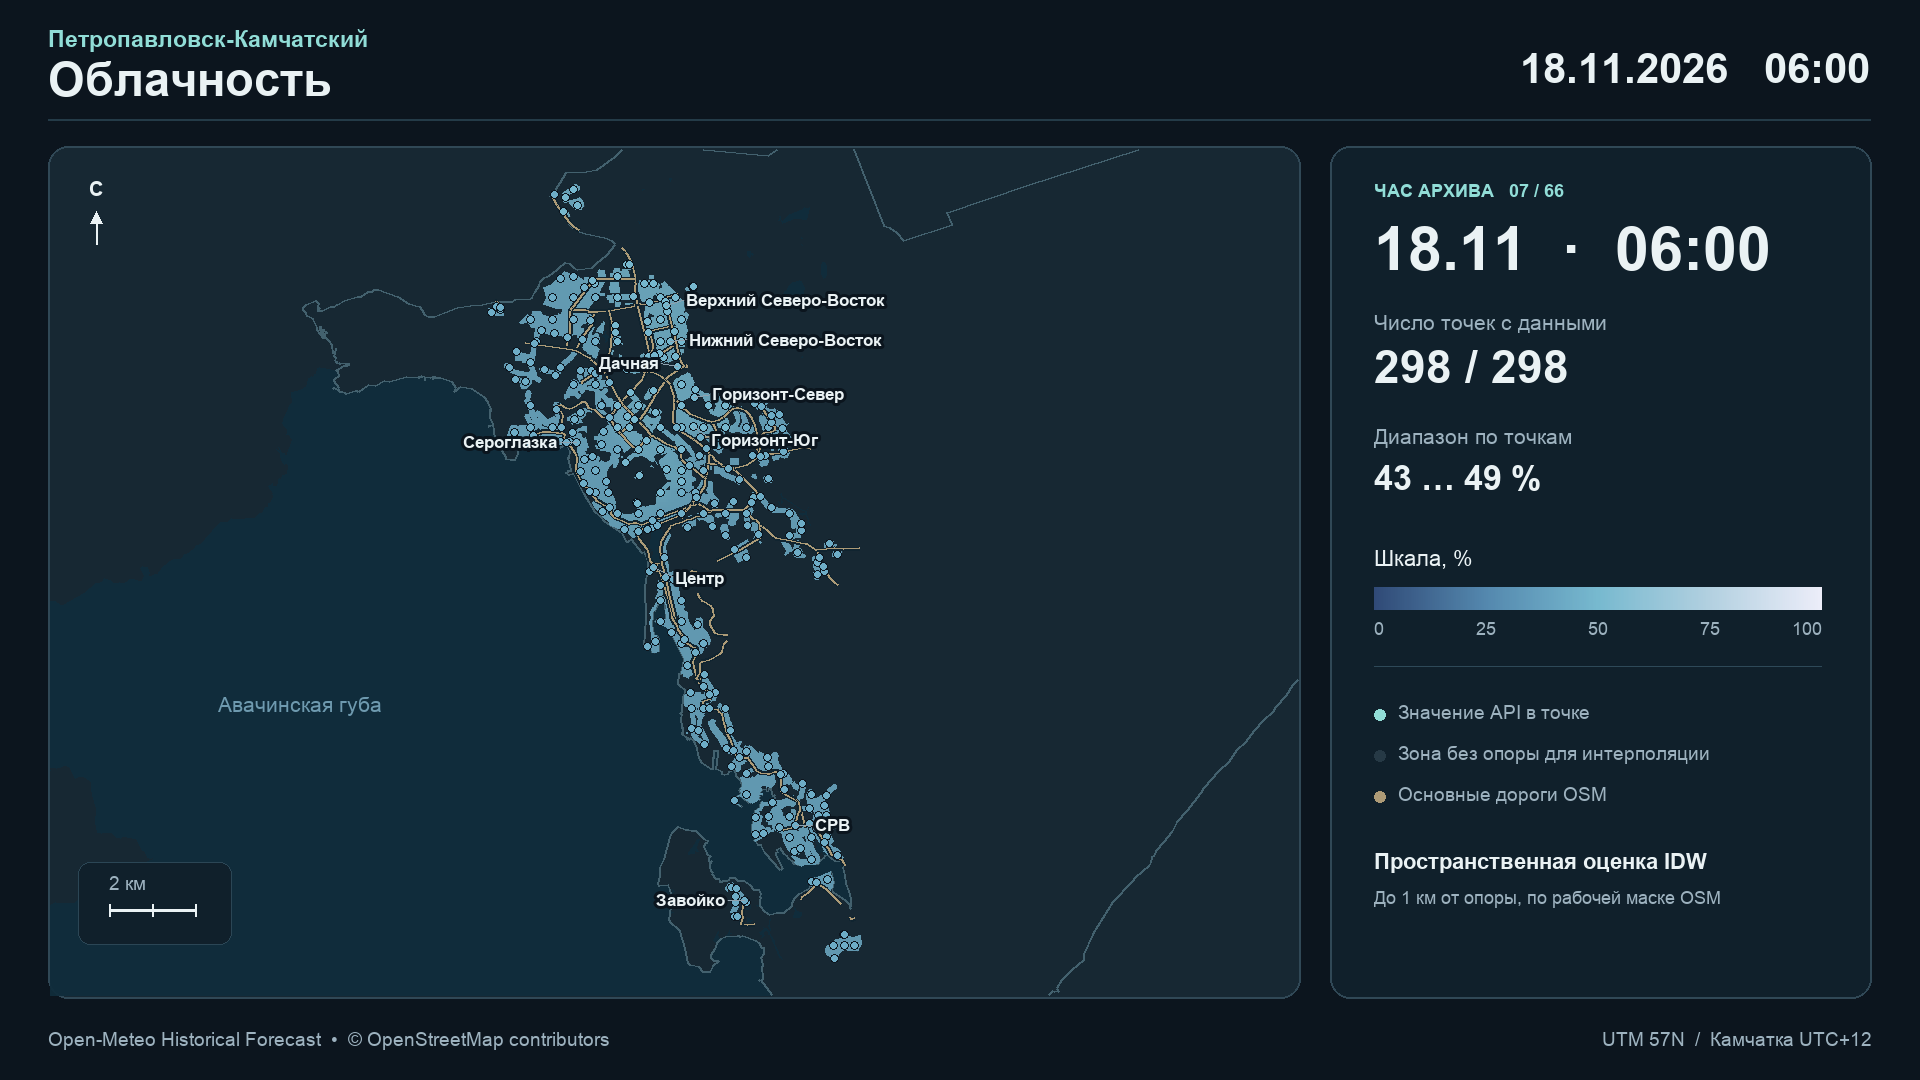 Петропавловск-Камчатский
Облачность
18.11.2026 06:00
С
Верхний Северо-Восток
Нижний Северо-Восток
Дачная
Горизонт-Север
Сероглазка
Горизонт-Юг
Центр
Авачинская губа
СРВ
Завойко
2 км
ЧАС АРХИВА 07 / 66
18.11 · 06:00
Число точек с данными
298 / 298
Диапазон по точкам
43 … 49 %
Шкала, %
0 25 50 75 100
Значение API в точке
Зона без опоры для интерполяции
Основные дороги OSM
Пространственная оценка IDW
До 1 км от опоры, по рабочей маске OSM
Open-Meteo Historical Forecast • © OpenStreetMap contributors
UTM 57N / Камчатка UTC+12